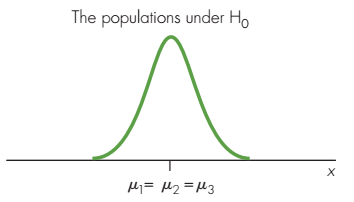 The populations under H₀
x
μ₁= μ₂ =μ₃